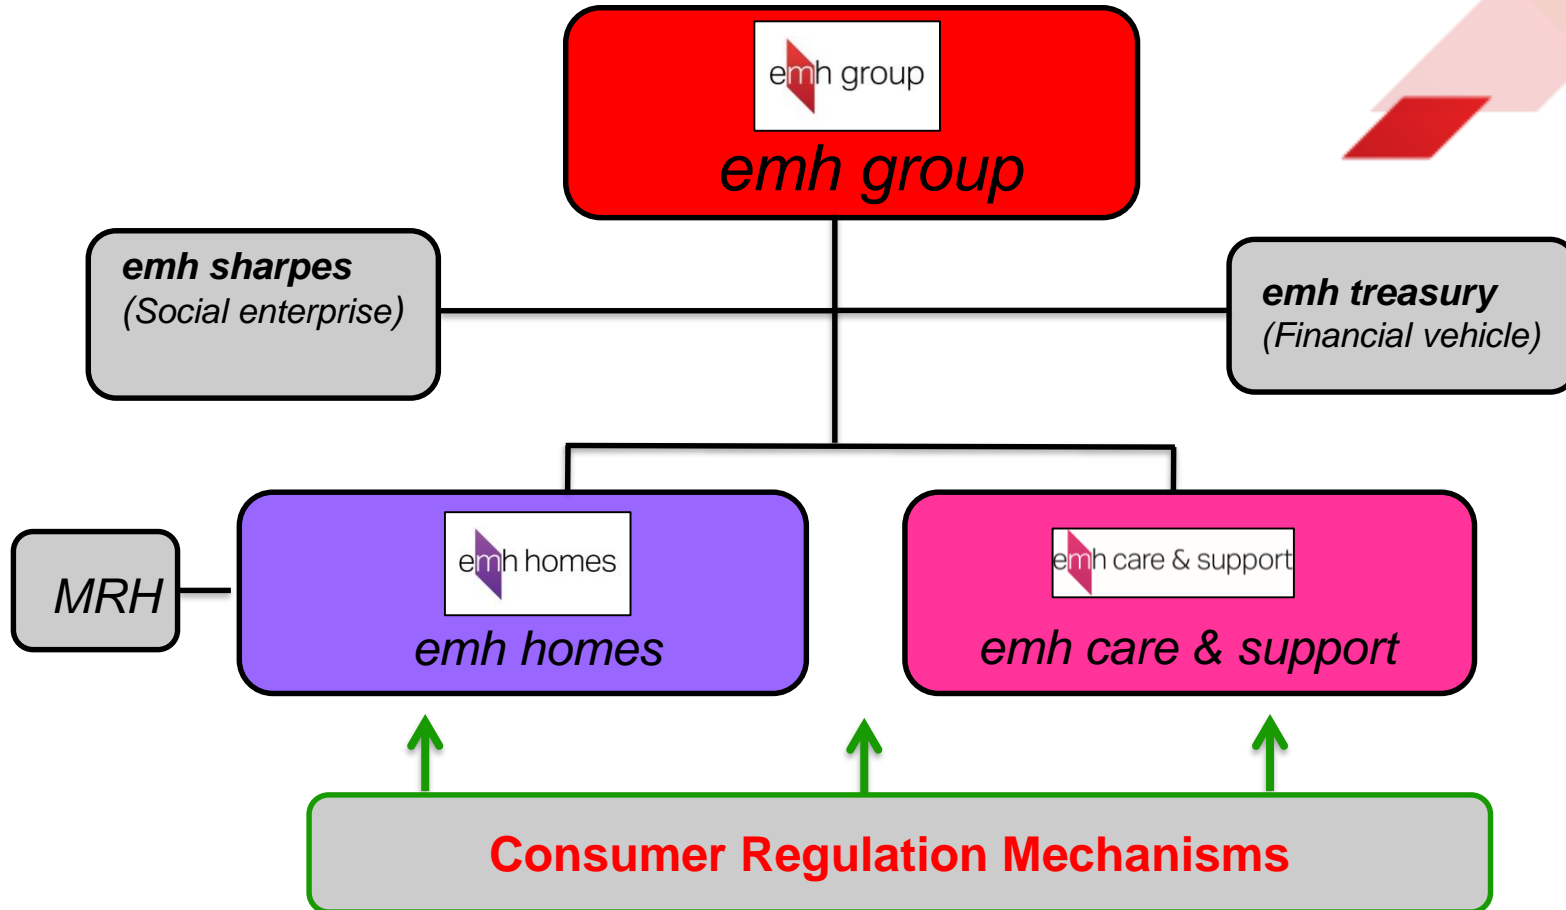 emh group
emh group
emh sharpes
(Social enterprise)
emh treasury
(Financial vehicle)
MRH
emh homes
emh homes
emh care & support
emh care & support
Consumer Regulation Mechanisms